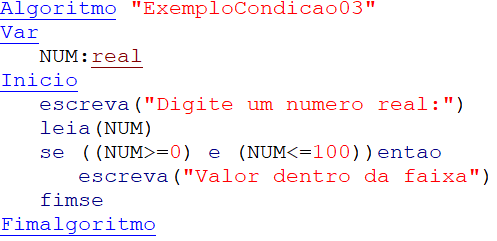 Algoritmo "ExemploCondicao03"
Var
NUM:real
Inicio
escreva("Digite um numero real:")
leia(NUM)
se ((NUM>=0) e (NUM<=100))entao
escreva("Valor dentro da faixa")
fimse
Fimalgoritmo